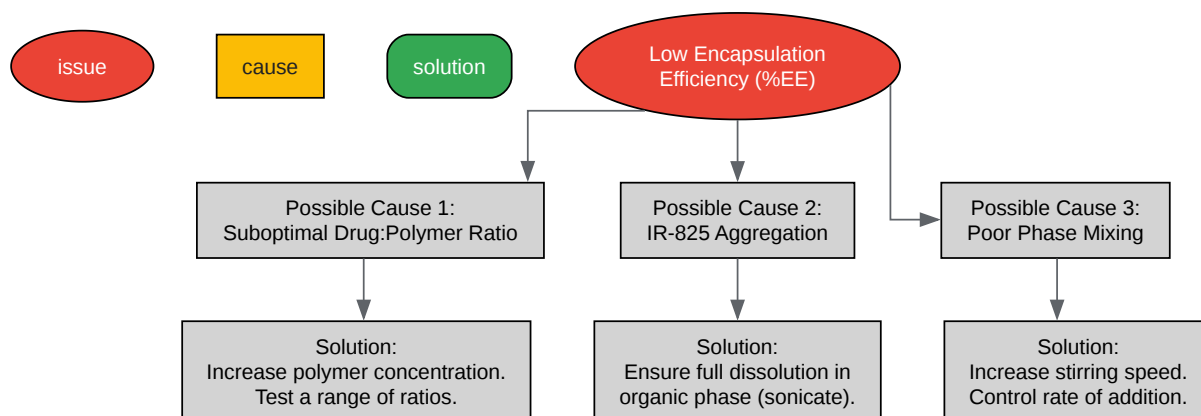 issue
cause
solution
Low Encapsulation
Efficiency (%EE)
Possible Cause 1:
Suboptimal Drug:Polymer Ratio
Possible Cause 2:
IR-825 Aggregation
Possible Cause 3:
Poor Phase Mixing
Solution:
Increase polymer concentration.
Test a range of ratios.
Solution:
Ensure full dissolution in
organic phase (sonicate).
Solution:
Increase stirring speed.
Control rate of addition.